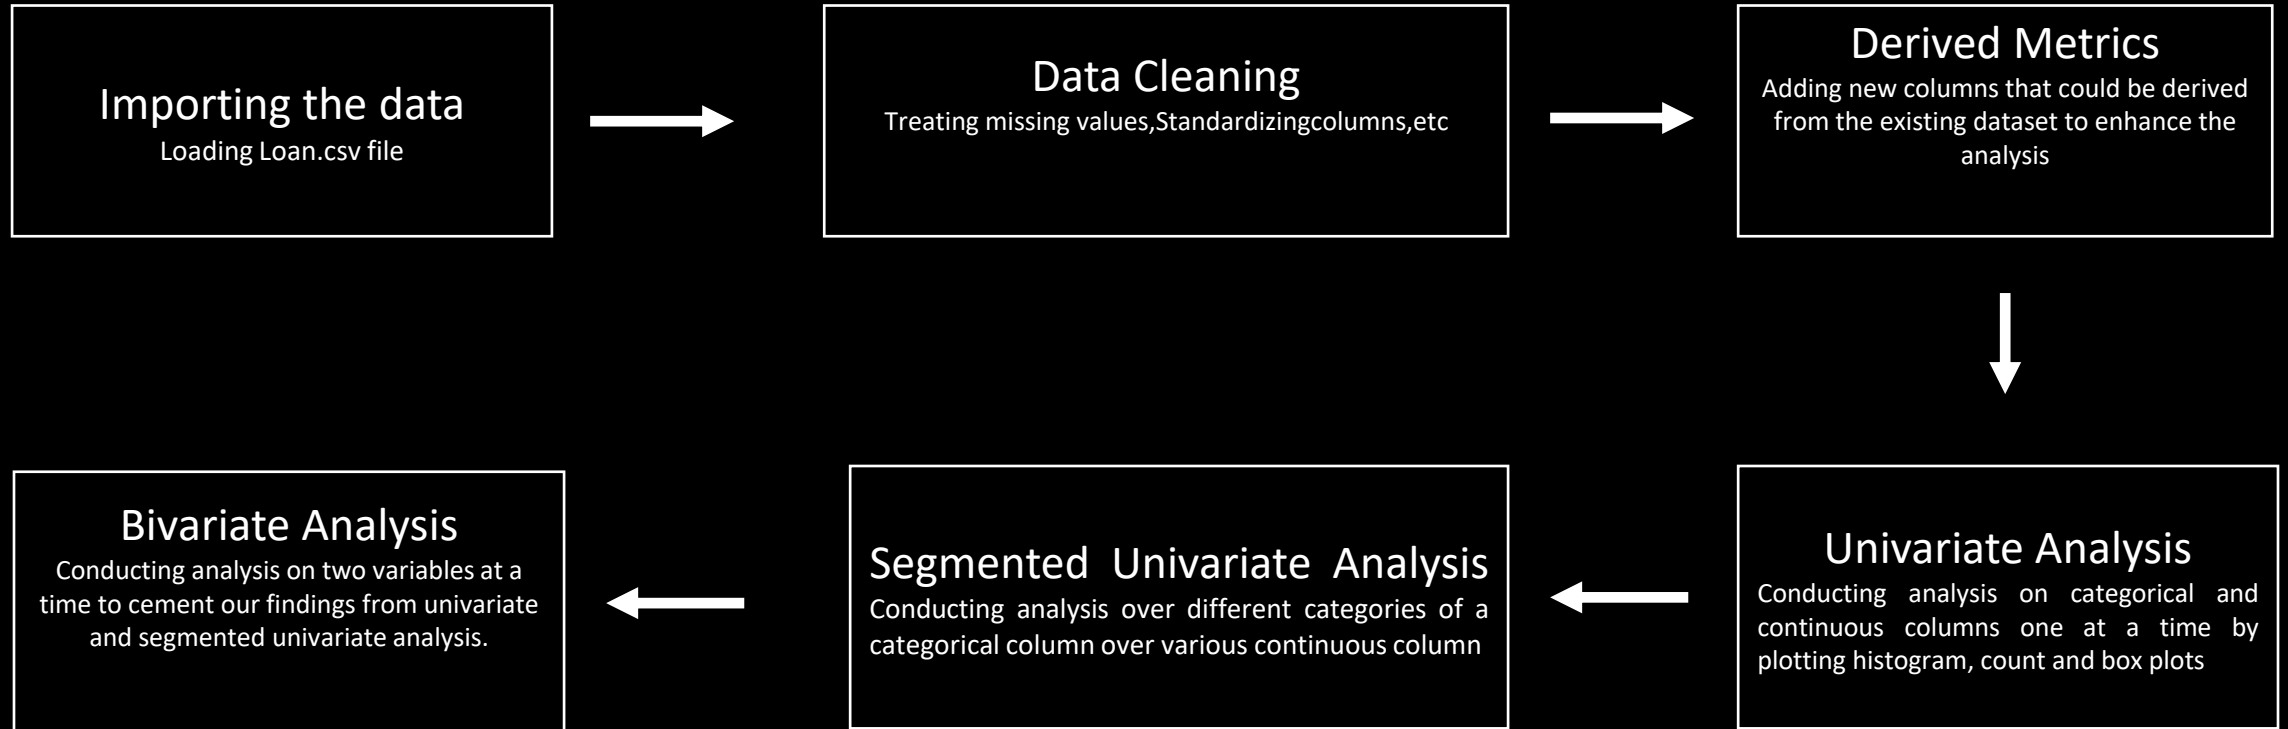 Importing the data
Loading Loan.csv file
Data Cleaning
Treating missing values,Standardizingcolumns,etc
Derived Metrics
Adding new columns that could be derived
from the existing dataset to enhance the
analysis
Univariate Analysis
Conducting analysis on categorical and
continuous columns one at a time by
plotting histogram, count and box plots
Segmented Univariate Analysis
Conducting analysis over different categories of a
categorical column over various continuous column
Bivariate Analysis
Conducting analysis on two variables at a
time to cement our findings from univariate
and segmented univariate analysis.